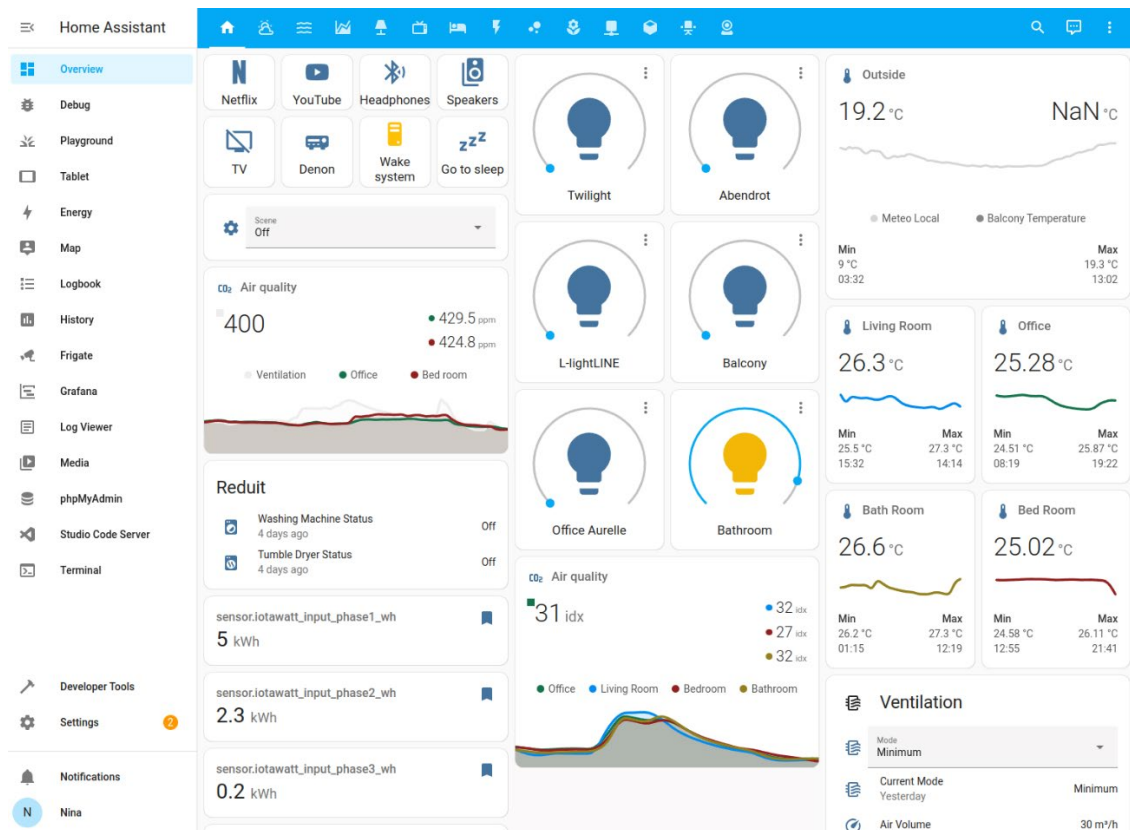 Home Assistant
Overview
Debug
Playground
Tablet
Energy
Map
Logbook
History
Frigate
Grafana
Log Viewer
Media
phpMyAdmin
Studio Code Server
Terminal
Developer Tools
Settings 2
Notifications
N Nina
Netflix YouTube Headphones Speakers
TV Denon Wake system Go to sleep
Scene
Off
CO₂ Air quality
400
429.5 ppm
424.8 ppm
Ventilation Office Bed room
Reduit
Washing Machine Status
4 days ago
Off
Tumble Dryer Status
4 days ago
Off
sensor.iotawatt_input_phase1_wh
5 kWh
sensor.iotawatt_input_phase2_wh
2.3 kWh
sensor.iotawatt_input_phase3_wh
0.2 kWh
Twilight Abendrot
L-lightLINE Balcony
Office Aurelle Bathroom
CO₂ Air quality
31 idx
32 idx
27 idx
32 idx
Office Living Room Bedroom Bathroom
Outside
19.2 °C NaN °C
Meteo Local Balcony Temperature
Min Max
9 °C 19.3 °C
03:32 13:02
Living Room
26.3 °C
Min Max
25.5 °C 27.3 °C
15:32 14:14
Office
25.28 °C
Min Max
24.51 °C 25.87 °C
08:19 19:22
Bath Room
26.6 °C
Min Max
26.2 °C 27.3 °C
01:15 12:19
Bed Room
25.02 °C
Min Max
24.58 °C 26.11 °C
12:55 21:41
Ventilation
Mode
Minimum
Current Mode
Yesterday
Minimum
Air Volume 30 m³/h